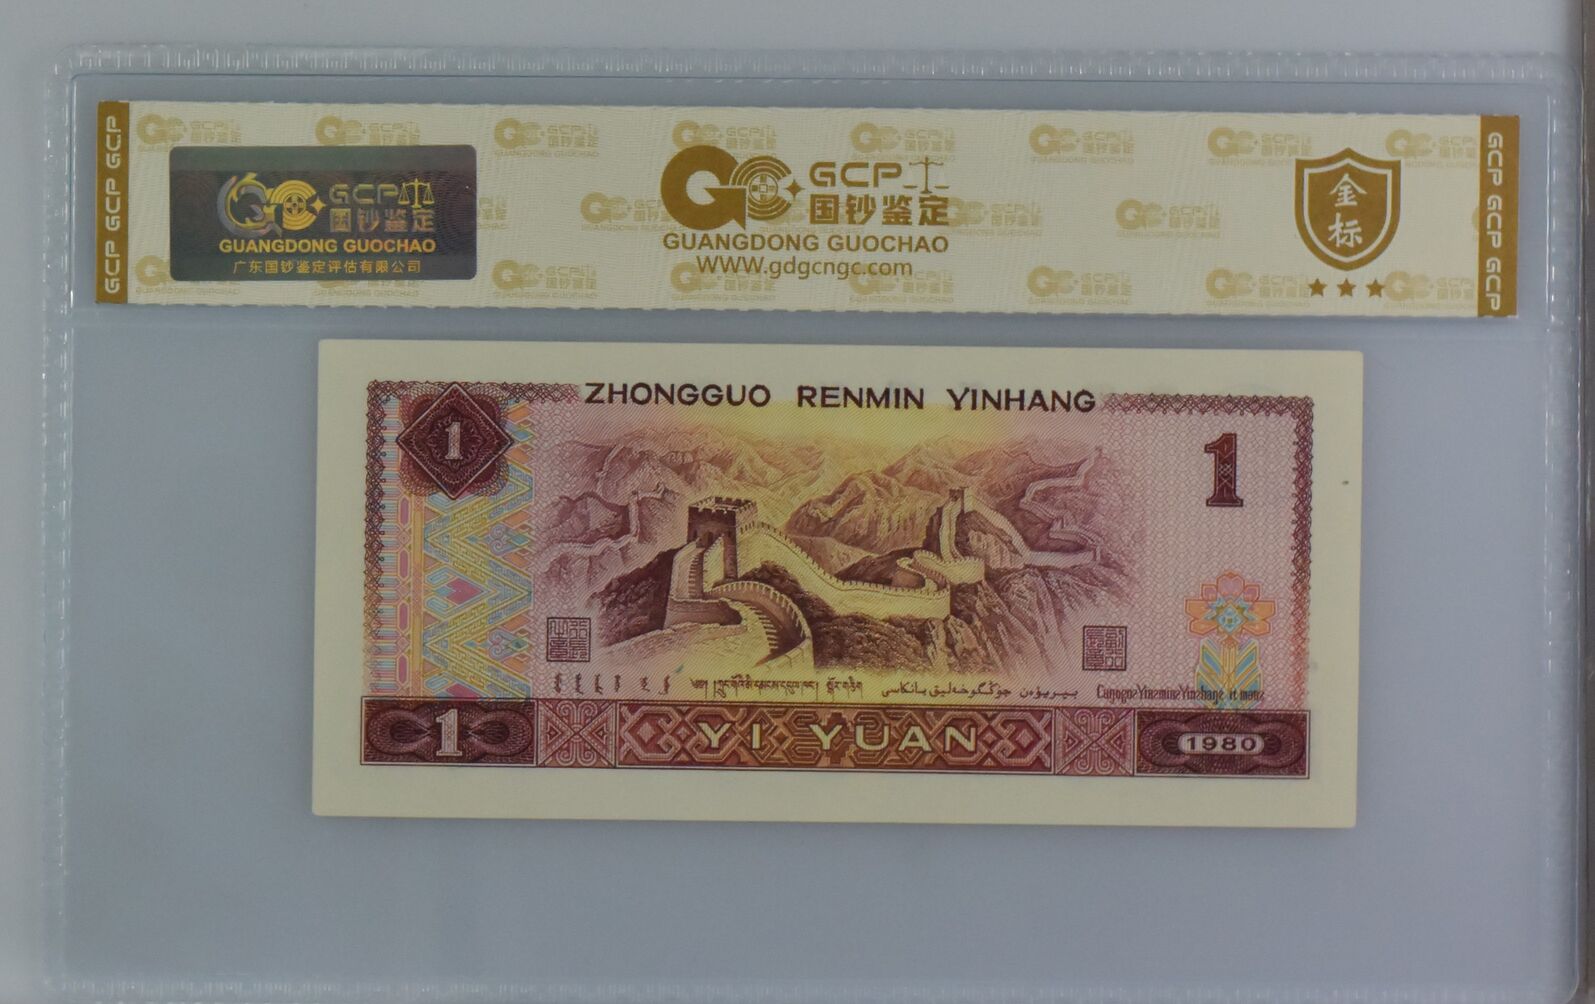 GCP GCP GCP
GCP
国钞鉴定
GUANGDONG GUOCHAO
广东国钞鉴定评估有限公司
GCP
国钞鉴定
GUANGDONG GUOCHAO
WWW.gdgcngc.com
金标
GCP GCP GCP
ZHONGGUO RENMIN YINHANG
1
1
1
YI YUAN
1980